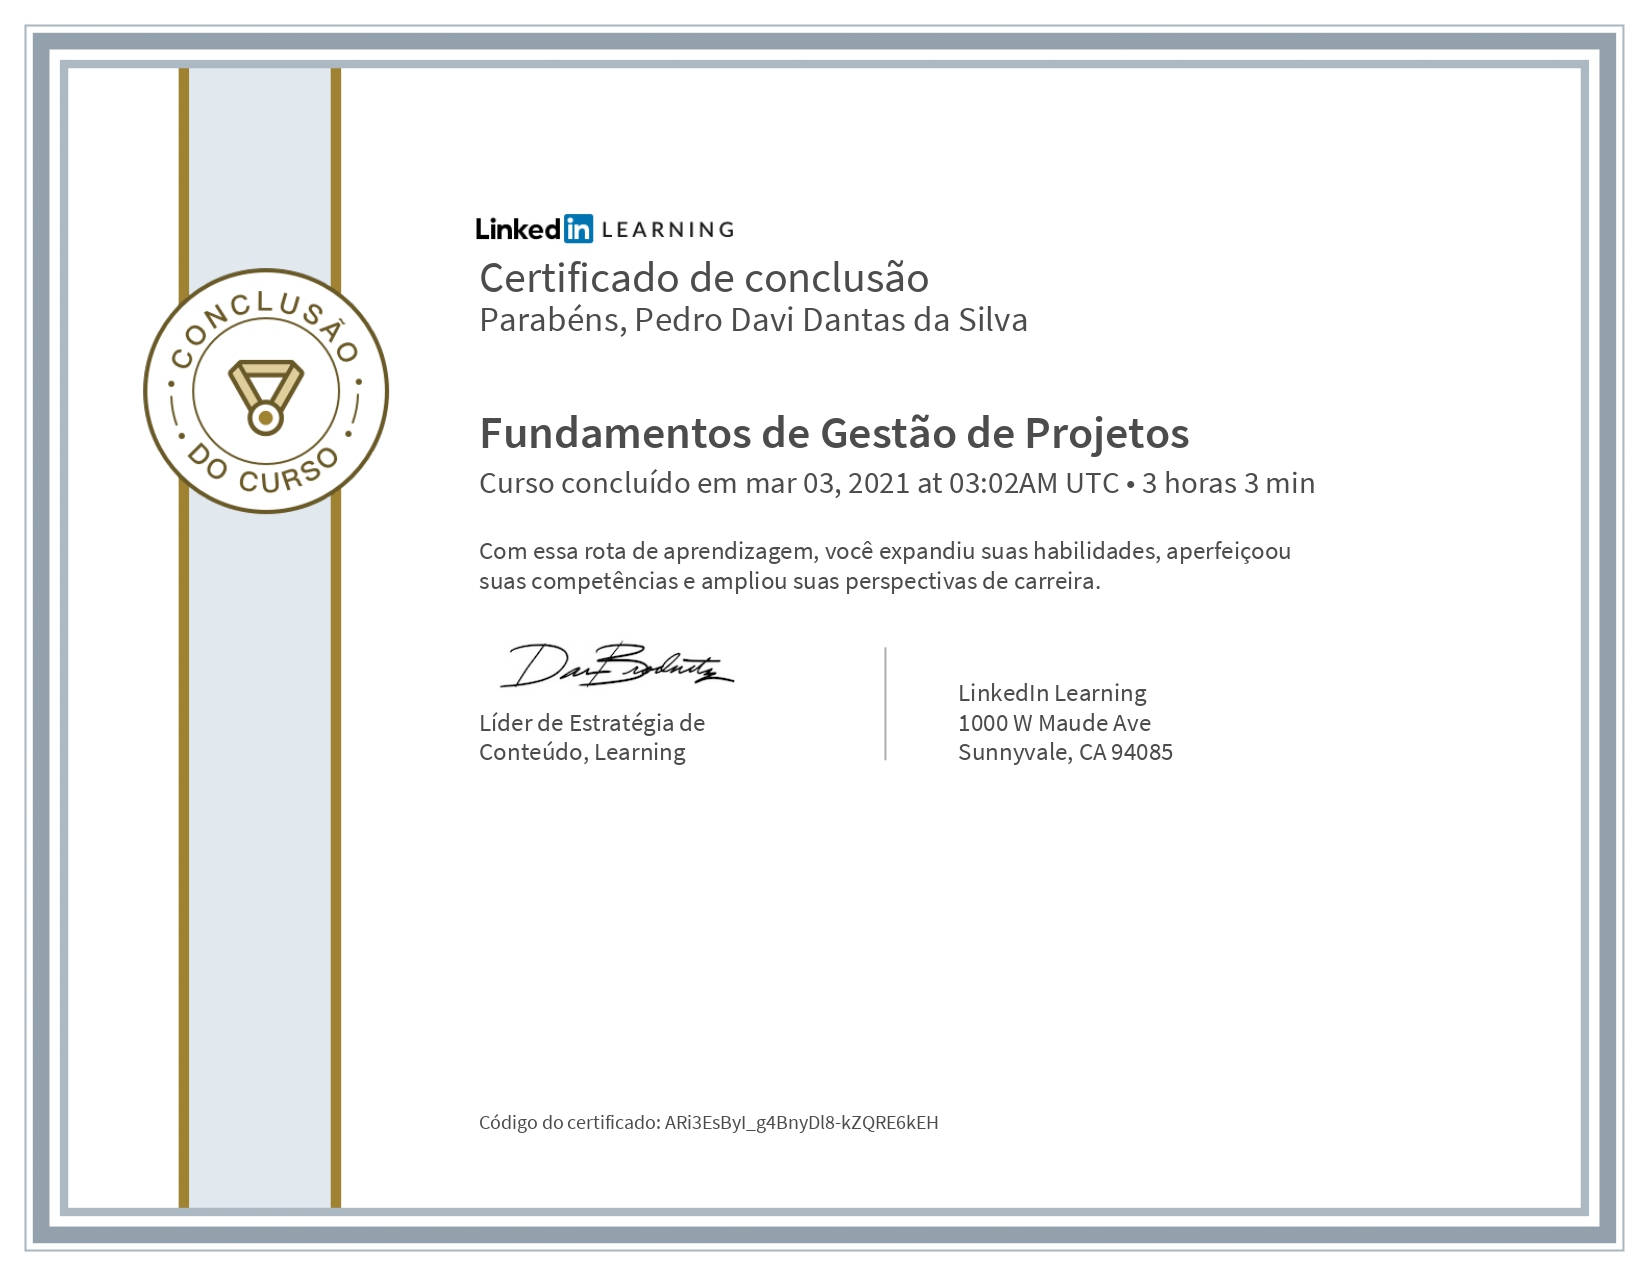 LinkedIn LEARNING
Certificado de conclusão
Parabéns, Pedro Davi Dantas da Silva
• CONCLUSÃO •
• DO CURSO •
Fundamentos de Gestão de Projetos
Curso concluído em mar 03, 2021 at 03:02AM UTC • 3 horas 3 min
Com essa rota de aprendizagem, você expandiu suas habilidades, aperfeiçoou
suas competências e ampliou suas perspectivas de carreira.
Líder de Estratégia de
Conteúdo, Learning
LinkedIn Learning
1000 W Maude Ave
Sunnyvale, CA 94085
Código do certificado: ARi3EsByI_g4BnyDl8-kZQRE6kEH